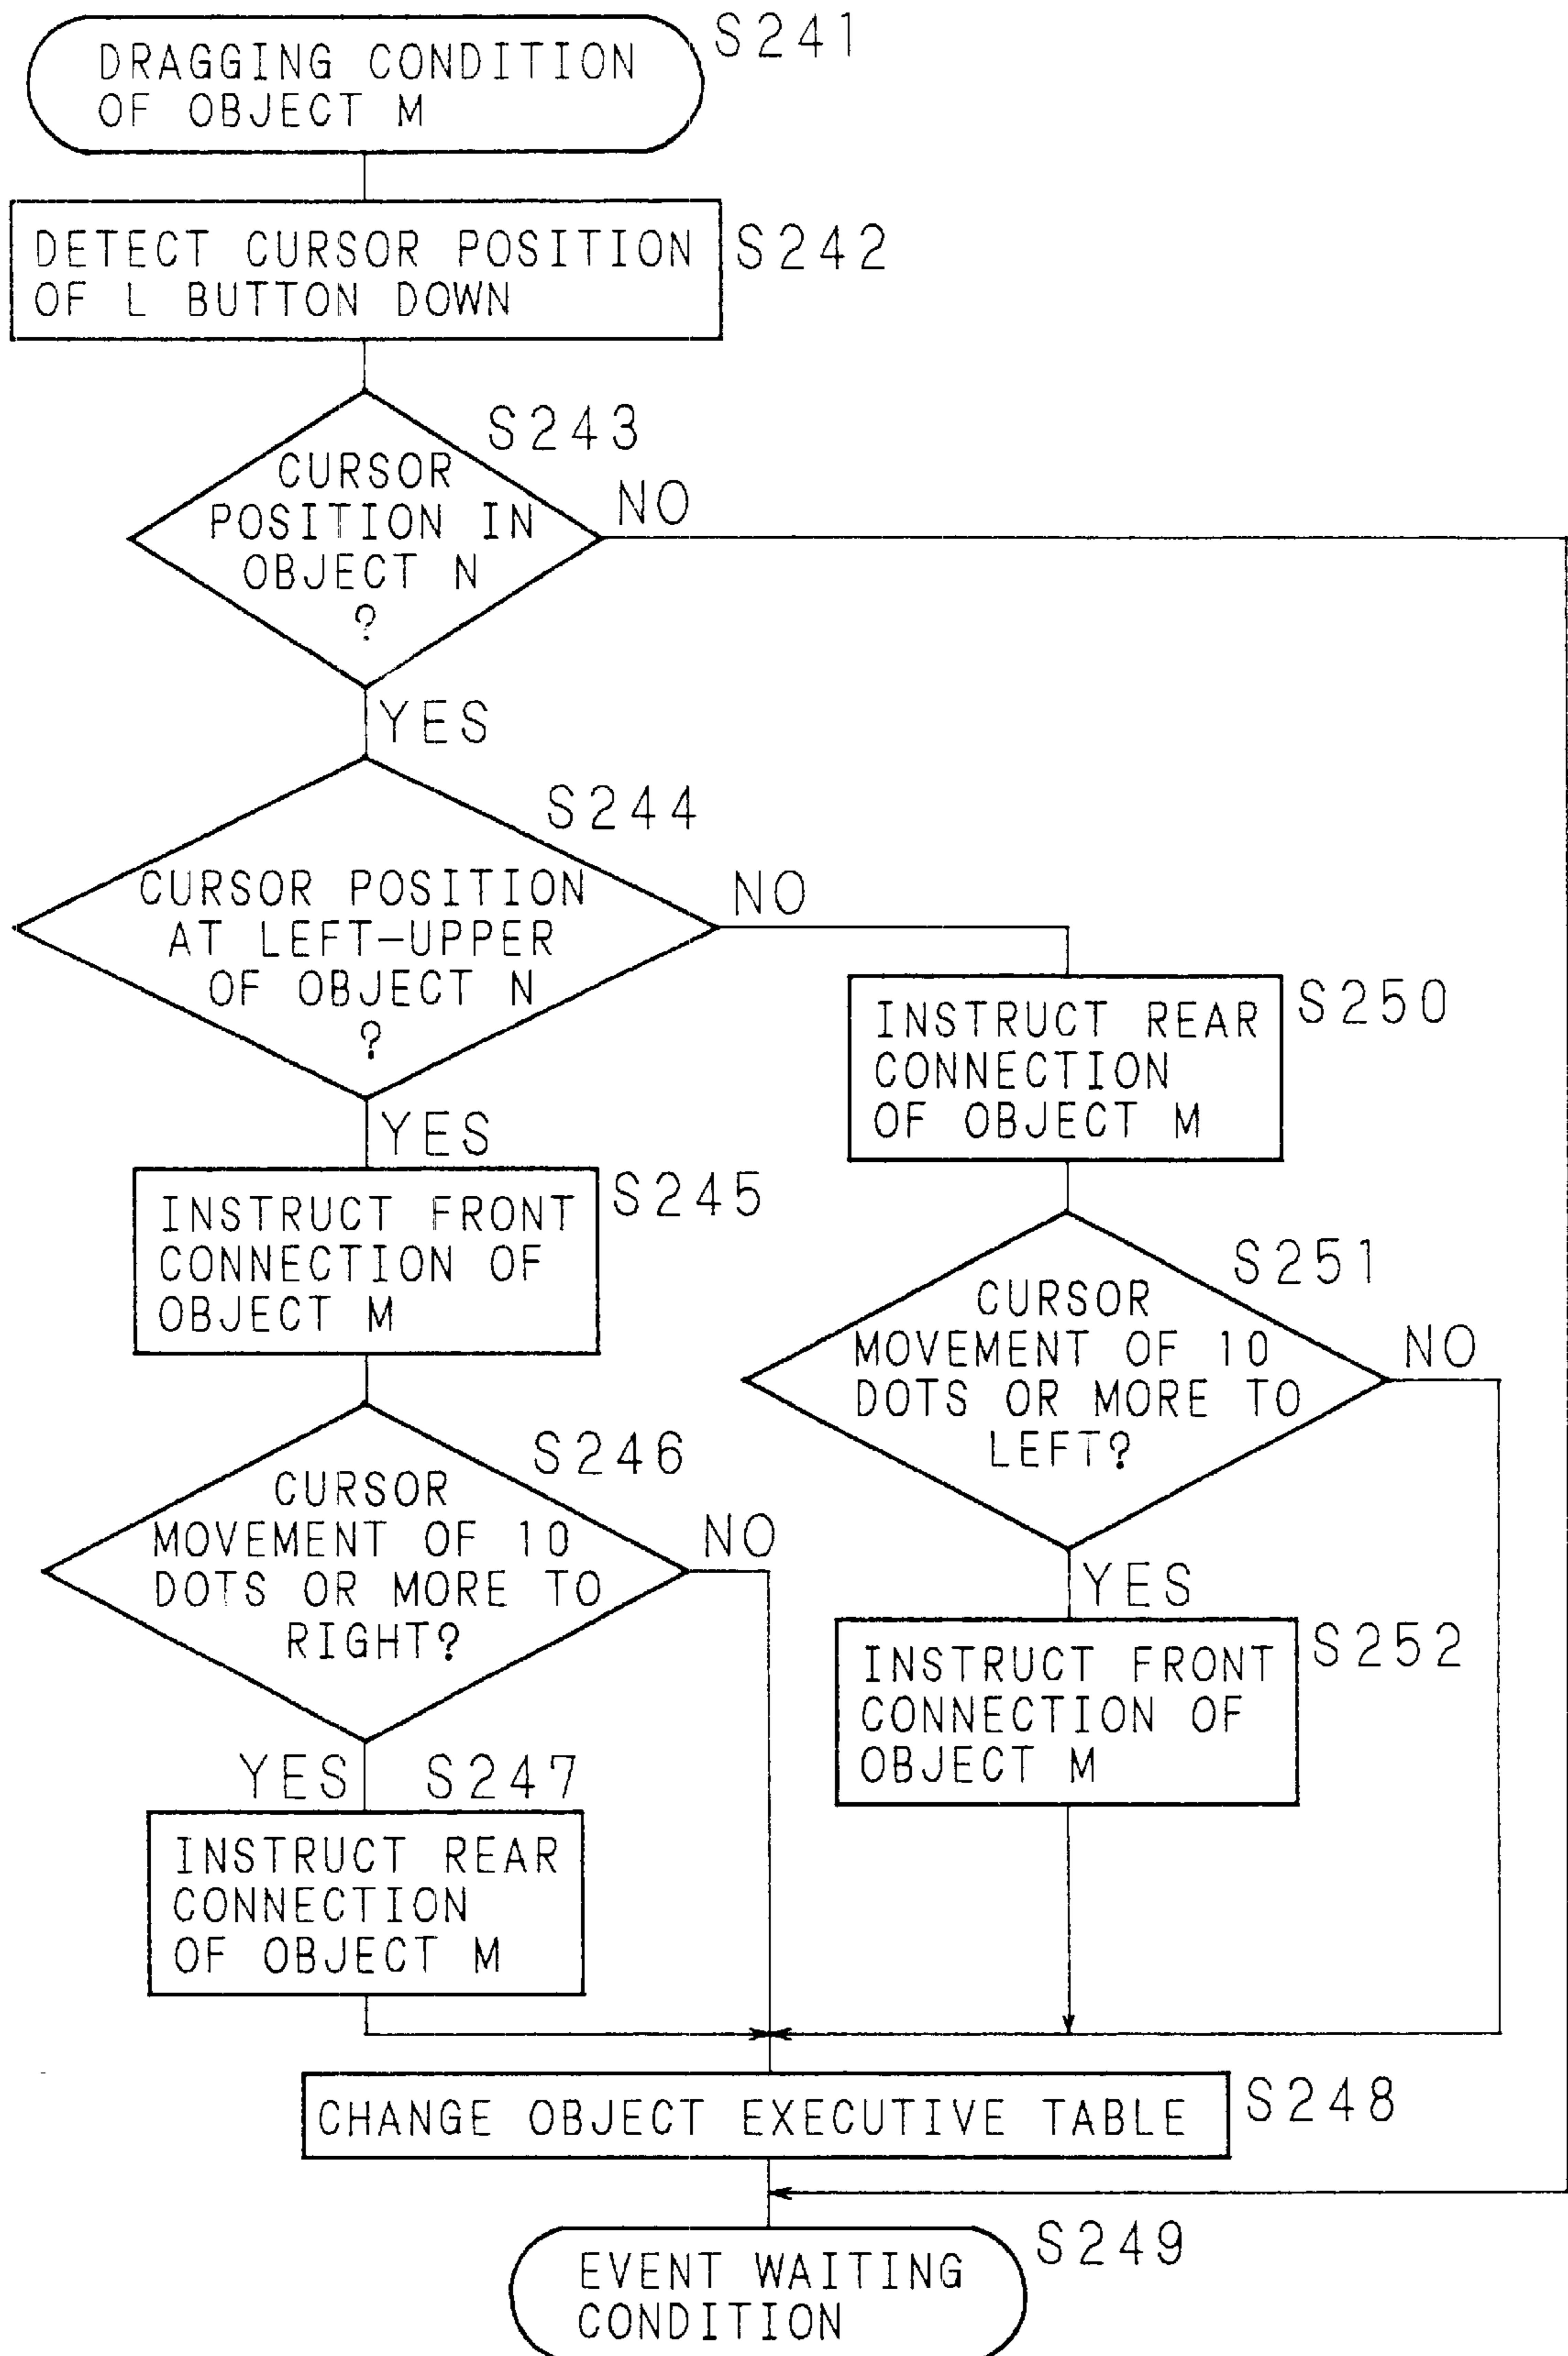 S241
DRAGGING CONDITION
OF OBJECT M
DETECT CURSOR POSITION
OF L BUTTON DOWN
S242
S243
CURSOR
POSITION IN
OBJECT N
?
NO
YES
S244
CURSOR POSITION
AT LEFT-UPPER
OF OBJECT N
?
NO
YES
S250
INSTRUCT REAR
CONNECTION
OF OBJECT M
S245
INSTRUCT FRONT
CONNECTION OF
OBJECT M
S251
CURSOR
MOVEMENT OF 10
DOTS OR MORE TO
LEFT?
NO
YES
S246
CURSOR
MOVEMENT OF 10
DOTS OR MORE TO
RIGHT?
NO
YES
S252
INSTRUCT FRONT
CONNECTION OF
OBJECT M
S247
INSTRUCT REAR
CONNECTION
OF OBJECT M
CHANGE OBJECT EXECUTIVE TABLE
S248
S249
EVENT WAITING
CONDITION